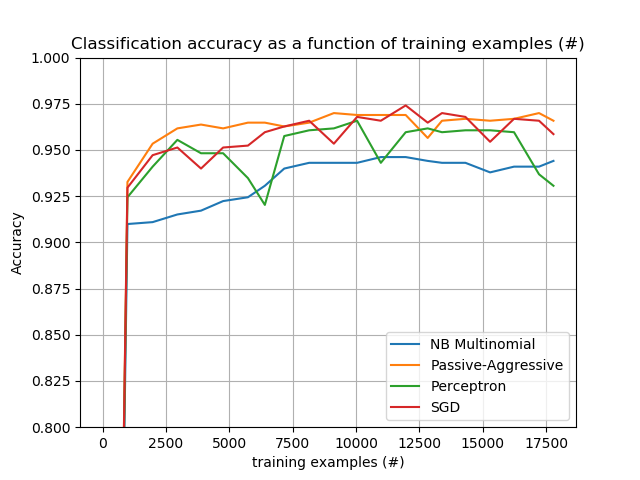 Classification accuracy as a function of training examples (#)
1.000
0.975
0.950
0.925
0.900
0.875
0.850
0.825
0.800
Accuracy
NB Multinomial
Passive-Aggressive
Perceptron
SGD
0 2500 5000 7500 10000 12500 15000 17500
training examples (#)